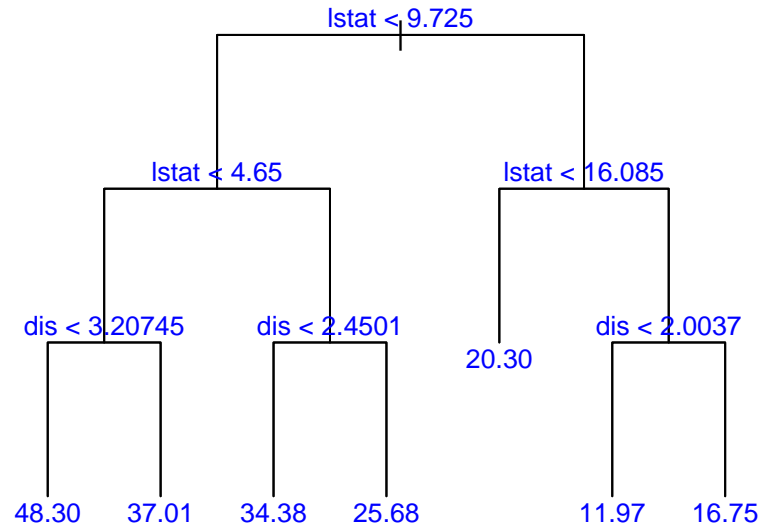 lstat < 9.725
lstat < 4.65
lstat < 16.085
dis < 3.20745
dis < 2.4501
dis < 2.0037
20.30
48.30
37.01
34.38
25.68
11.97
16.75